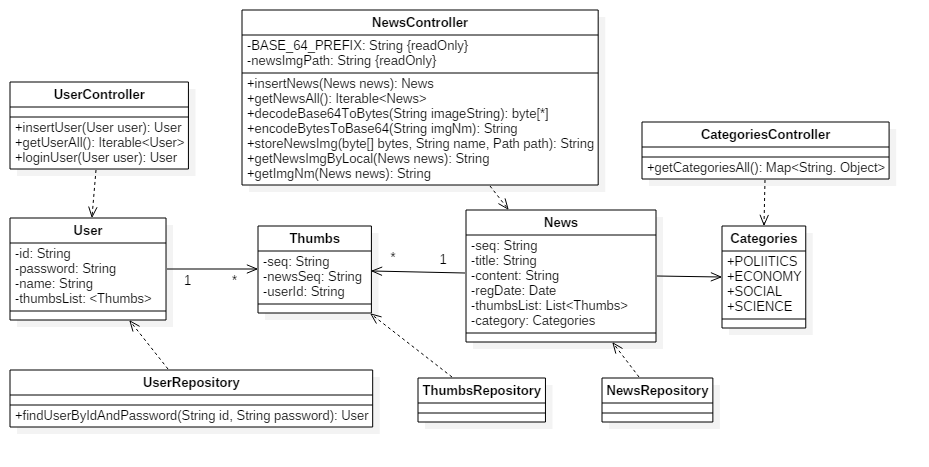 NewsController
-BASE_64_PREFIX: String {readOnly}
-newsImgPath: String {readOnly}
+insertNews(News news): News
+getNewsAll(): Iterable<News>
+decodeBase64ToBytes(String imageString): byte[*]
+encodeBytesToBase64(String imgNm): String
+storeNewsImg(byte[] bytes, String name, Path path): String
+getNewsImgByLocal(News news): String
+getImgNm(News news): String
UserController
+insertUser(User user): User
+getUserAll(): Iterable<User>
+loginUser(User user): User
CategoriesController
+getCategoriesAll(): Map<String. Object>
User
-id: String
-password: String
-name: String
-thumbsList: <Thumbs>
1
*
Thumbs
-seq: String
-newsSeq: String
-userId: String
*
1
News
-seq: String
-title: String
-content: String
-regDate: Date
-thumbsList: List<Thumbs>
-category: Categories
Categories
+POLIITICS
+ECONOMY
+SOCIAL
+SCIENCE
UserRepository
+findUserByIdAndPassword(String id, String password): User
ThumbsRepository
NewsRepository